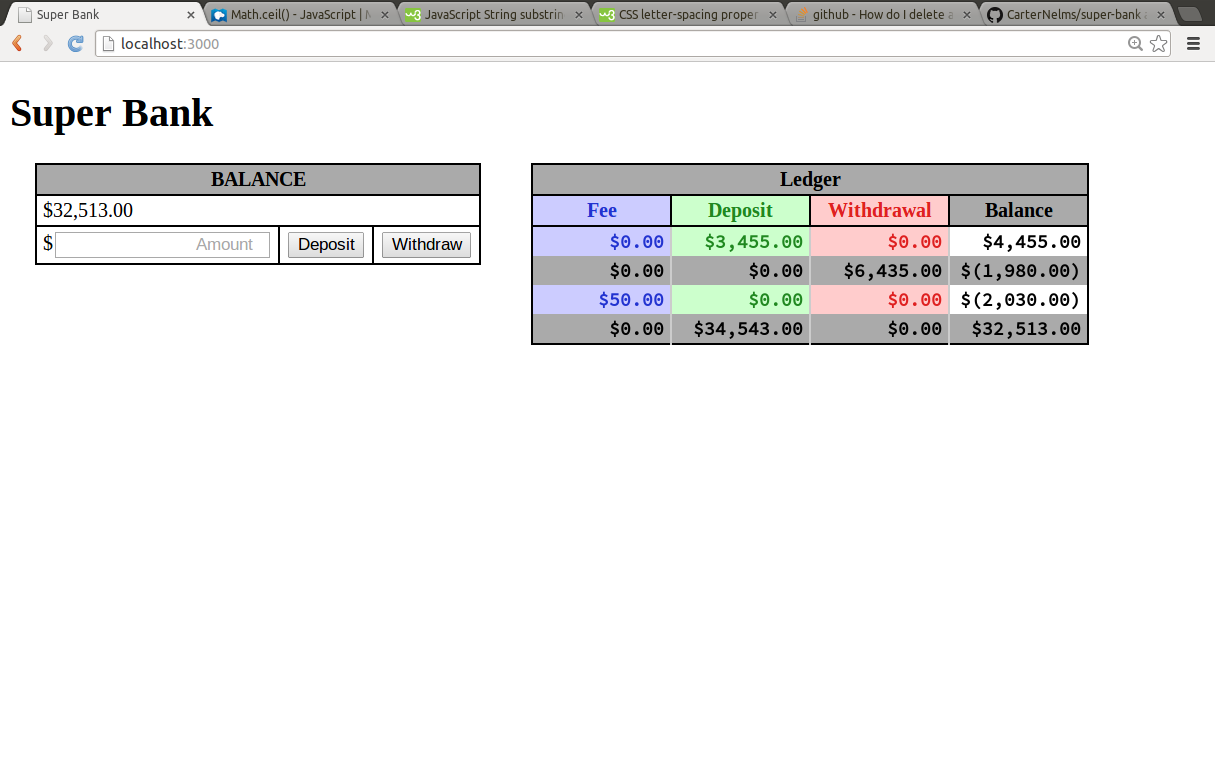 Super Bank
Math.ceil() - JavaScript | M
JavaScript String substrin
CSS letter-spacing proper
github - How do I delete a
CarterNelms/super-bank
localhost:3000
Super Bank
BALANCE
$32,513.00
$ Amount Deposit Withdraw
Ledger
Fee Deposit Withdrawal Balance
$0.00 $3,455.00 $0.00 $4,455.00
$0.00 $0.00 $6,435.00 $(1,980.00)
$50.00 $0.00 $0.00 $(2,030.00)
$0.00 $34,543.00 $0.00 $32,513.00